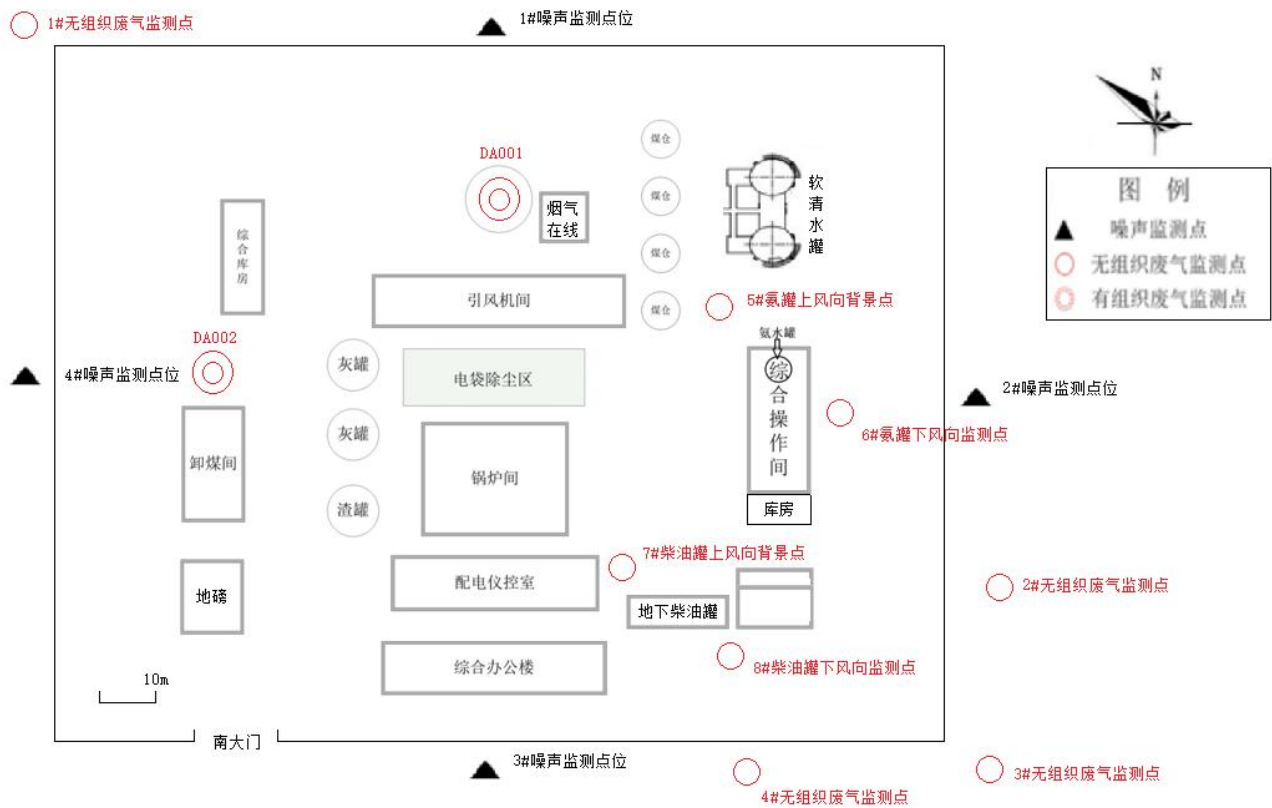 1#无组织废气监测点
1#噪声监测点位
N
DA001
煤仓
烟气
在线
煤仓
软清水罐
图 例
噪声监测点
无组织废气监测点
有组织废气监测点
综合库房
煤仓
引风机间
煤仓
5#氨罐上风向背景点
DA002
氨水罐
4#噪声监测点位
灰罐
电袋除尘区
综合操作间
2#噪声监测点位
灰罐
6#氨罐下风向监测点
卸煤间
锅炉间
渣罐
库房
7#柴油罐上风向背景点
配电仪控室
2#无组织废气监测点
地磅
地下柴油罐
综合办公楼
8#柴油罐下风向监测点
10m
南大门
3#噪声监测点位
3#无组织废气监测点
4#无组织废气监测点